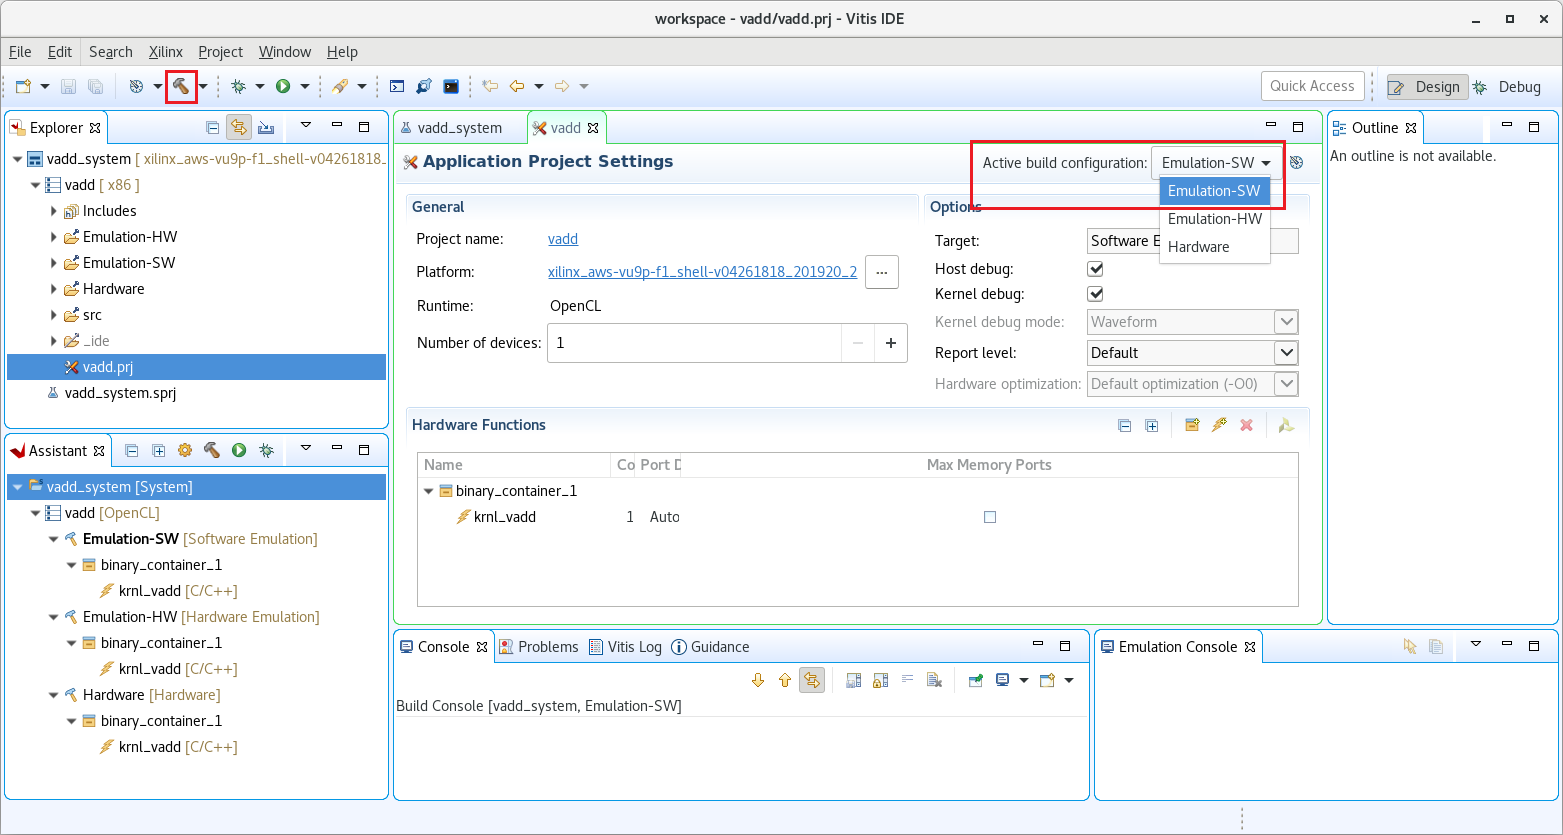 workspace - vadd/vadd.prj - Vitis IDE
File Edit Search Xilinx Project Window Help
Quick Access
Design
Debug
Explorer
vadd_system [ xilinx_aws-vu9p-f1_shell-v04261818_
vadd [ x86 ]
Includes
Emulation-HW
Emulation-SW
Hardware
src
_ide
vadd.prj
vadd_system.sprj
Assistant
vadd_system [System]
vadd [OpenCL]
Emulation-SW [Software Emulation]
binary_container_1
krnl_vadd [C/C++]
Emulation-HW [Hardware Emulation]
binary_container_1
krnl_vadd [C/C++]
Hardware [Hardware]
binary_container_1
krnl_vadd [C/C++]
vadd_system
vadd
Application Project Settings
Active build configuration: Emulation-SW
Emulation-SW
Emulation-HW
Hardware
General
Project name: vadd
Platform: xilinx_aws-vu9p-f1_shell-v04261818_201920_2 ...
Runtime: OpenCL
Number of devices: 1
Options
Target: Software E
Host debug:
Kernel debug:
Kernel debug mode: Waveform
Report level: Default
Hardware optimization: Default optimization (-O0)
Hardware Functions
Name Co Port D Max Memory Ports
binary_container_1
krnl_vadd 1 Auto
Console Problems Vitis Log Guidance
Build Console [vadd_system, Emulation-SW]
Emulation Console
Outline
An outline is not available.